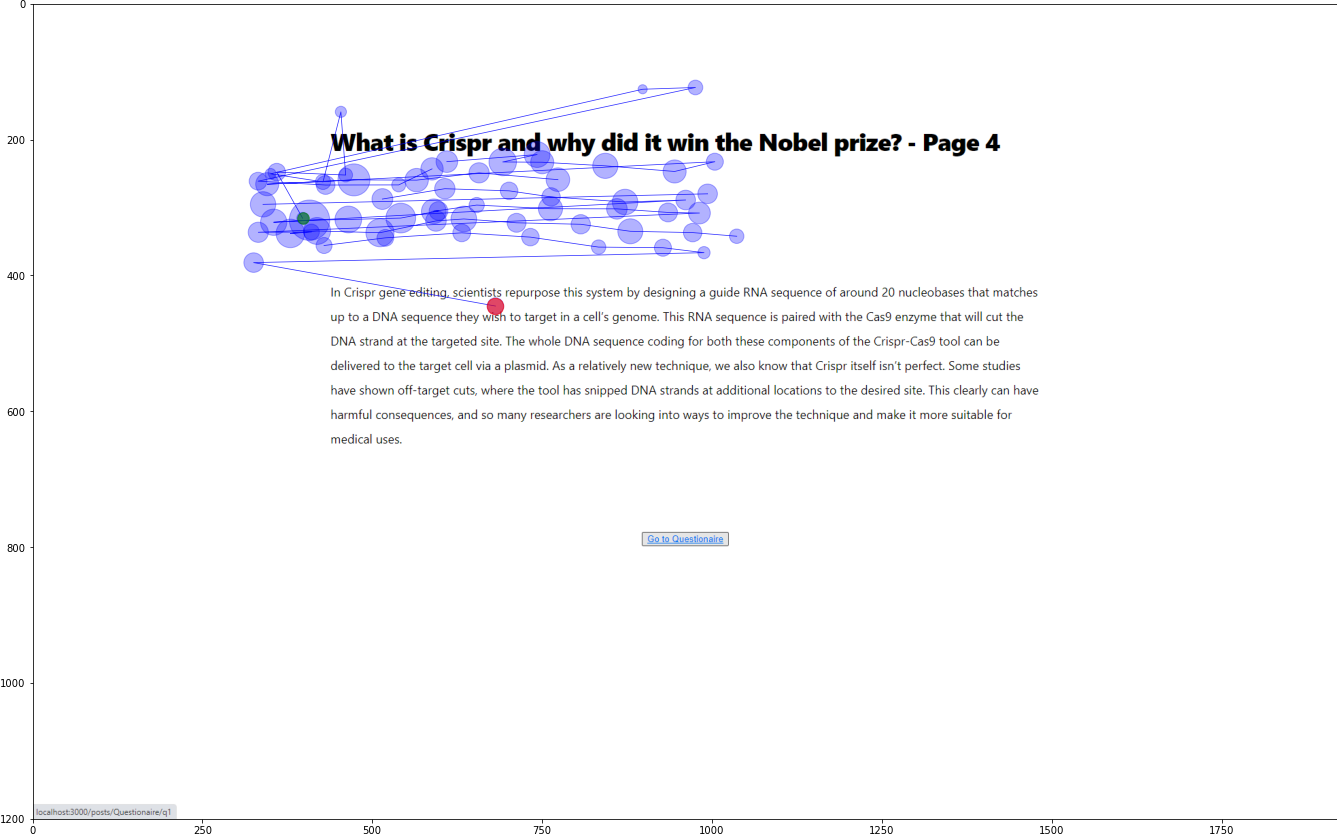 0
200
What is Crispr and why did it win the Nobel prize? - Page 4
400
In Crispr gene editing, scientists repurpose this system by designing a guide RNA sequence of around 20 nucleobases that matches
up to a DNA sequence they wish to target in a cell's genome. This RNA sequence is paired with the Cas9 enzyme that will cut the
DNA strand at the targeted site. The whole DNA sequence coding for both these components of the Crispr-Cas9 tool can be
delivered to the target cell via a plasmid. As a relatively new technique, we also know that Crispr itself isn't perfect. Some studies
have shown off-target cuts, where the tool has snipped DNA strands at additional locations to the desired site. This clearly can have
harmful consequences, and so many researchers are looking into ways to improve the technique and make it more suitable for
medical uses.
600
Go to Questionaire
800
1000
localhost:3000/posts/Questionaire/q1
1200
0 250 500 750 1000 1250 1500 1750